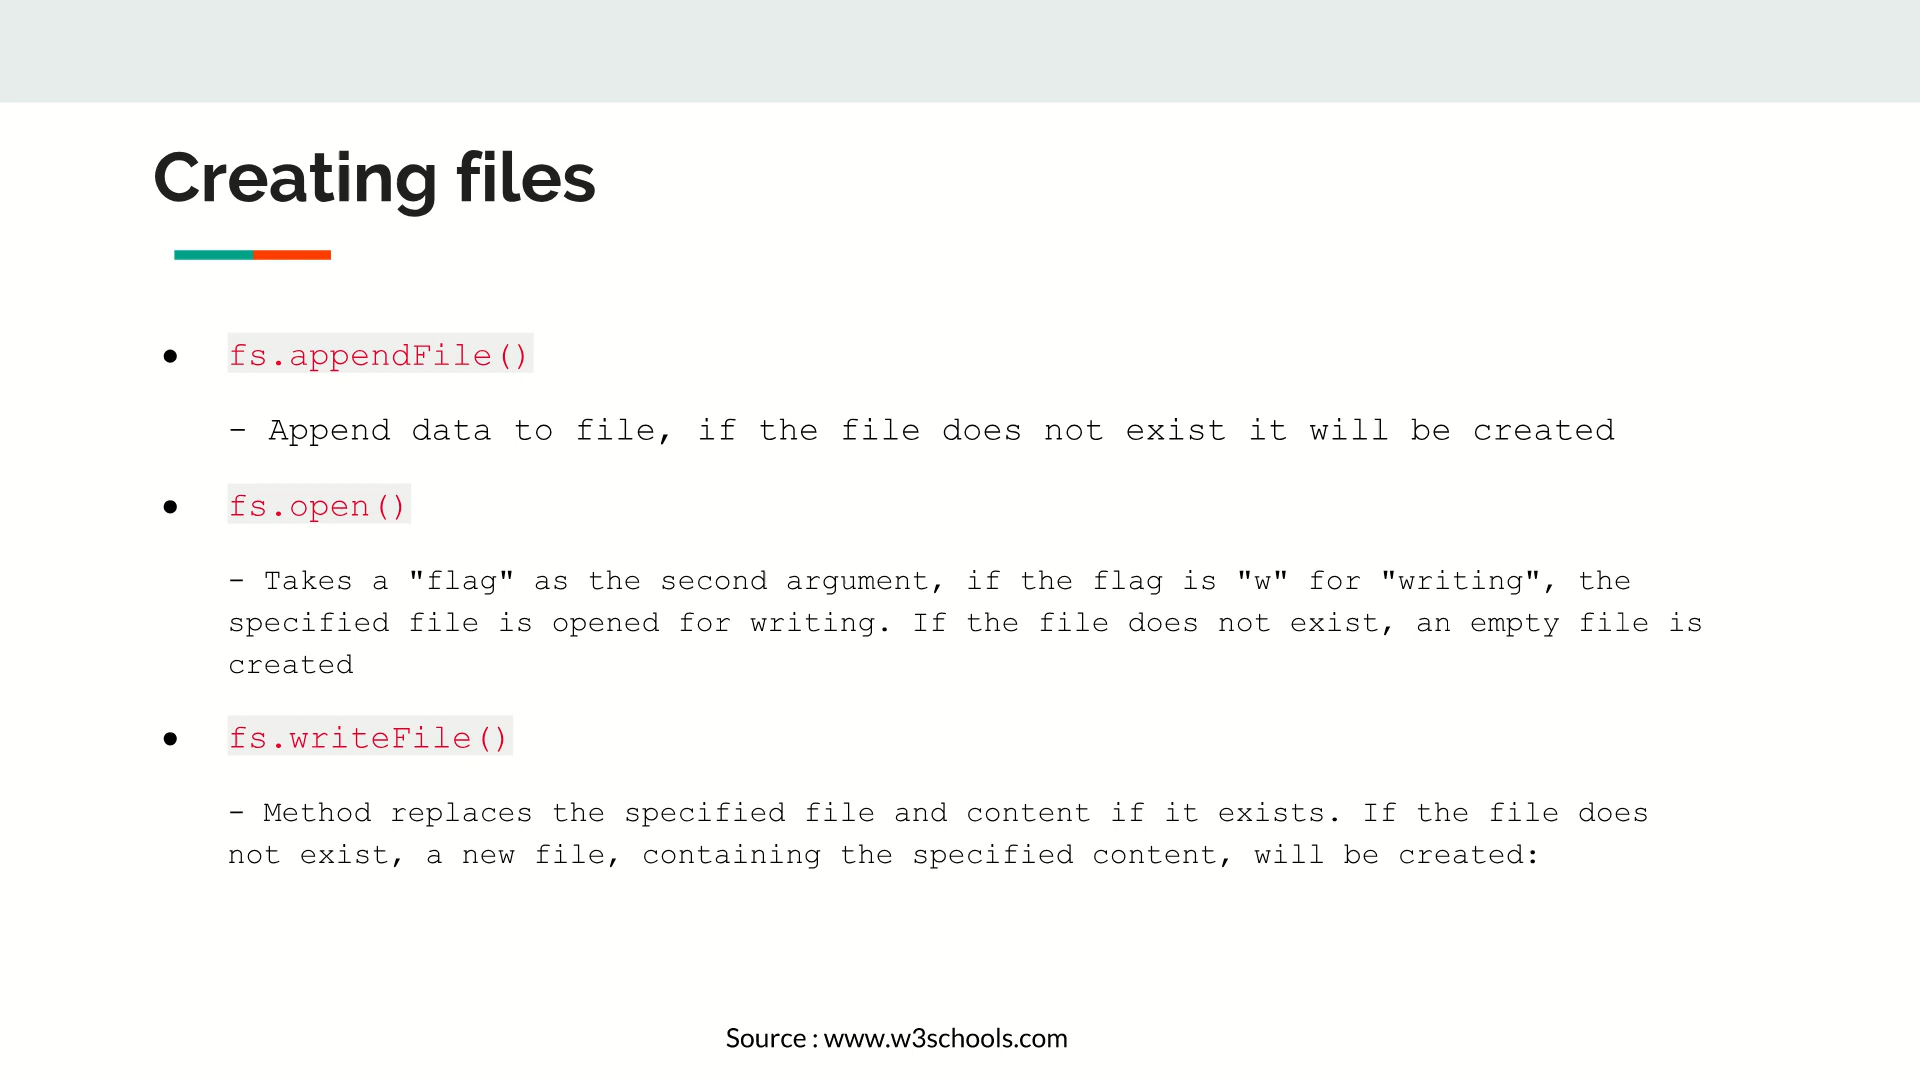 Creating files
● fs.appendFile()
- Append data to file, if the file does not exist it will be created
● fs.open()
- Takes a "flag" as the second argument, if the flag is "w" for "writing", the
specified file is opened for writing. If the file does not exist, an empty file is
created
● fs.writeFile()
- Method replaces the specified file and content if it exists. If the file does
not exist, a new file, containing the specified content, will be created:
Source : www.w3schools.com